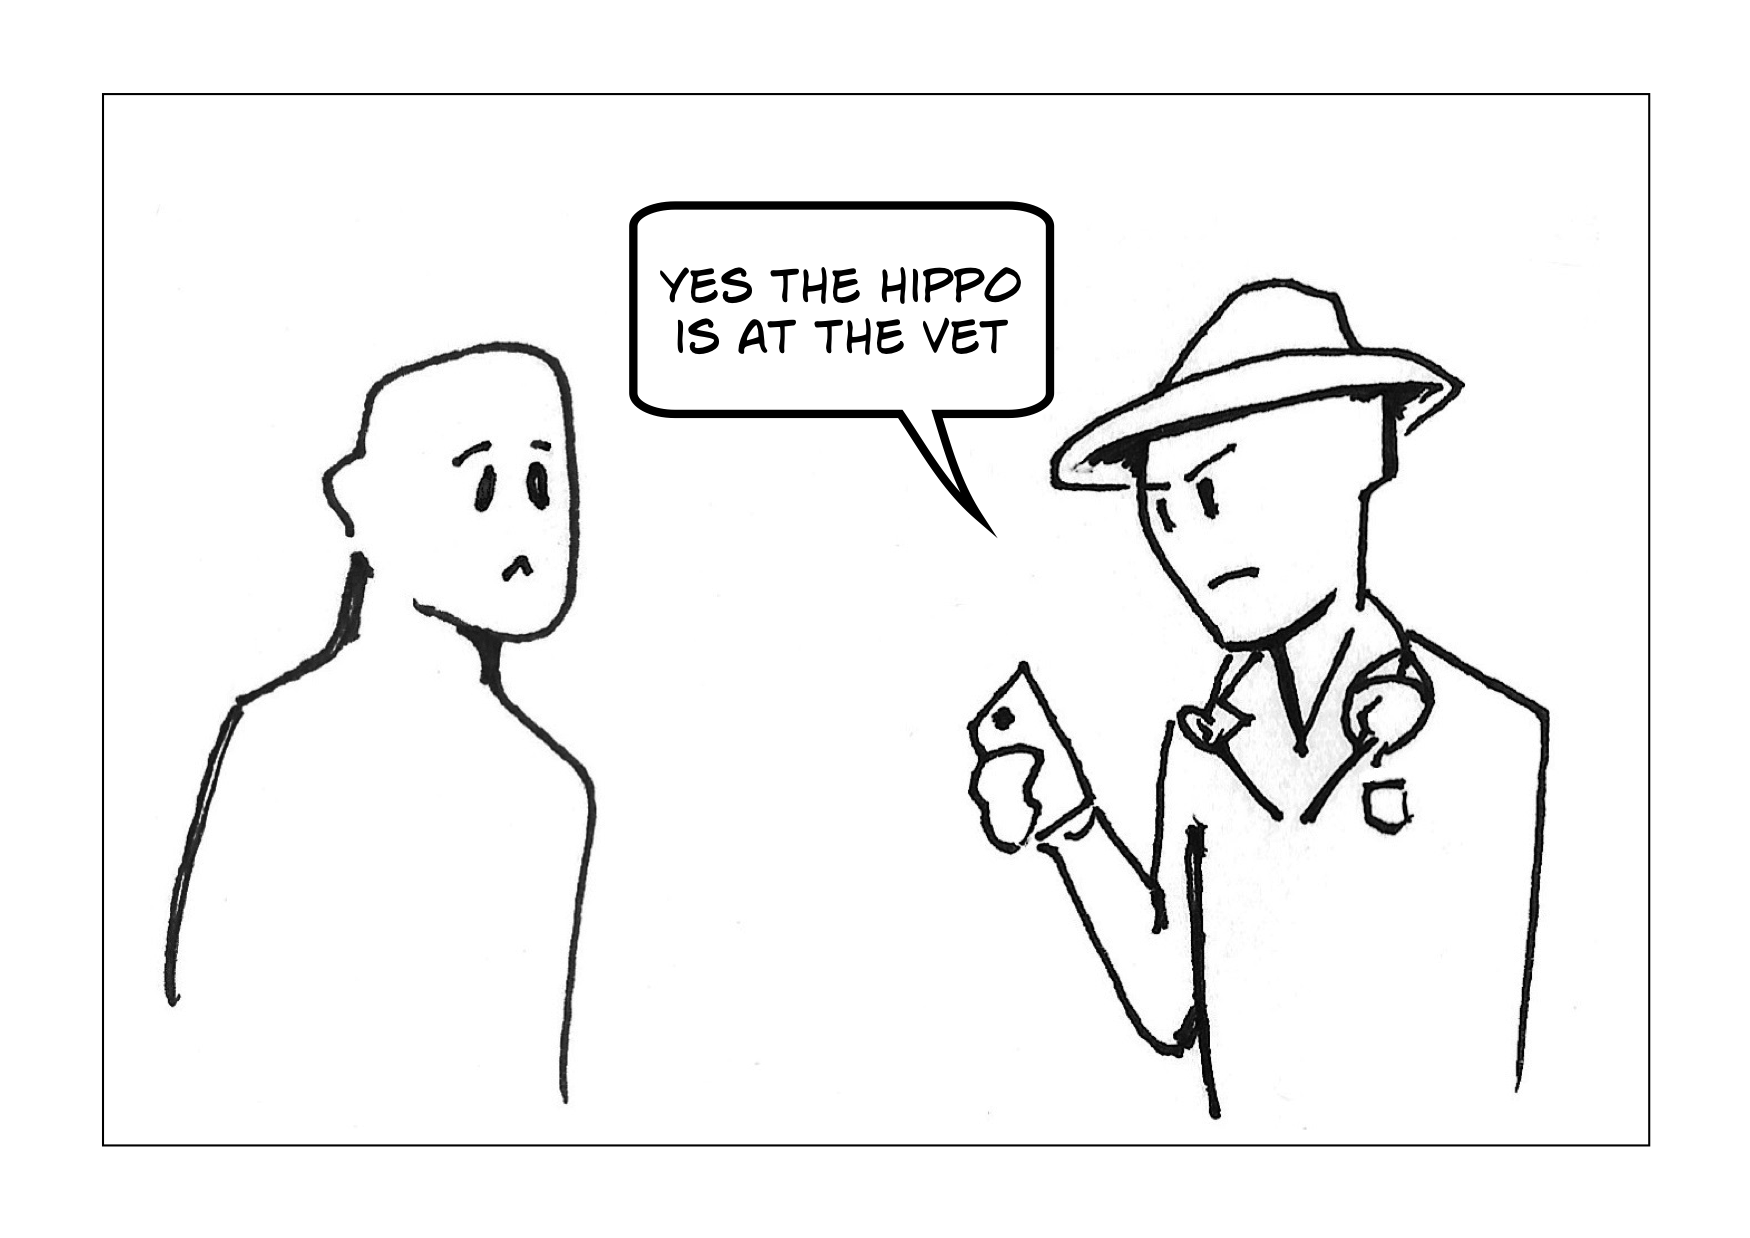 YES THE HIPPO
IS AT THE VET